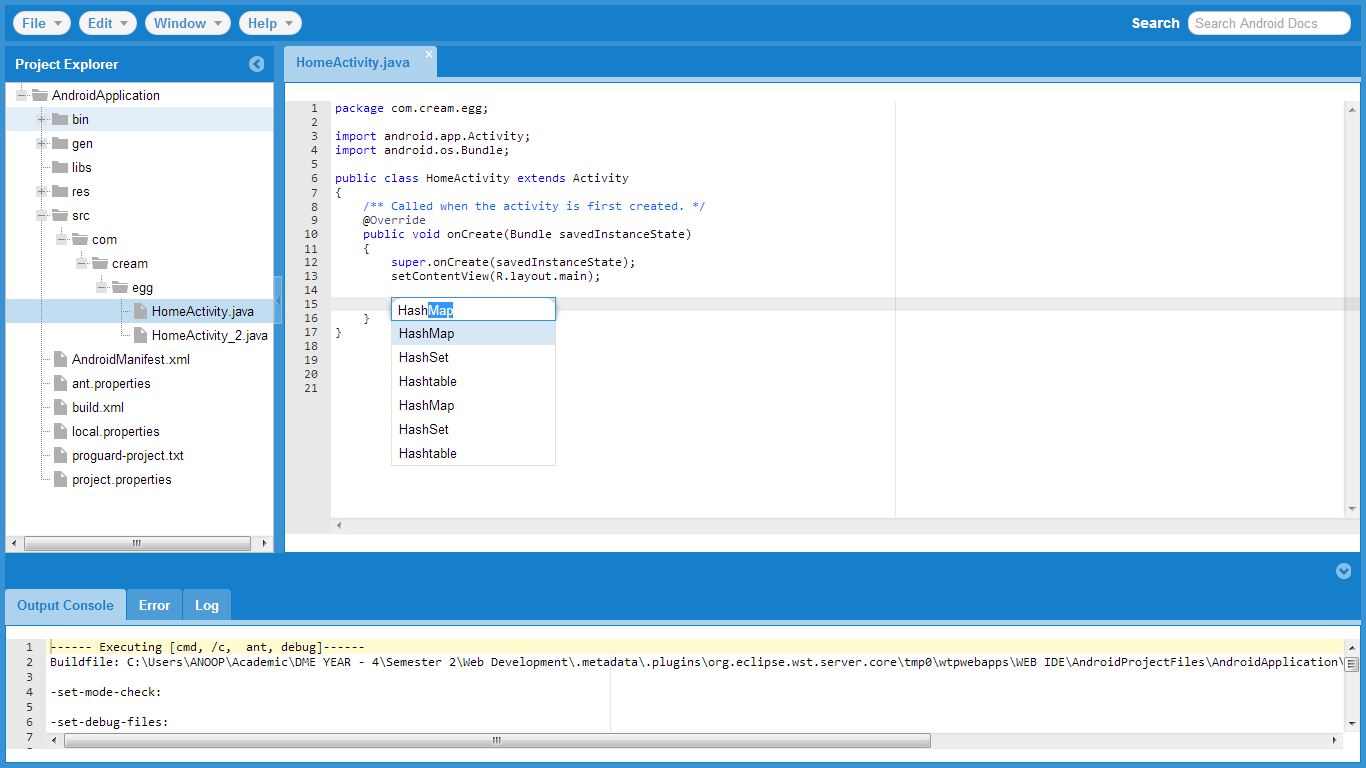 File Edit Window Help Search Search Android Docs
Project Explorer
AndroidApplication
bin
gen
libs
res
src
com
cream
egg
HomeActivity.java
HomeActivity_2.java
AndroidManifest.xml
ant.properties
build.xml
local.properties
proguard-project.txt
project.properties
HomeActivity.java
1 package com.cream.egg;
2
3 import android.app.Activity;
4 import android.os.Bundle;
5
6 public class HomeActivity extends Activity
7 {
8 /** Called when the activity is first created. */
9 @Override
10 public void onCreate(Bundle savedInstanceState)
11 {
12 super.onCreate(savedInstanceState);
13 setContentView(R.layout.main);
14
15 HashMap
16 }
17 }
18
19
20
21
HashMap
HashSet
Hashtable
HashMap
HashSet
Hashtable
Output Console Error Log
1 ------ Executing [cmd, /c,  ant, debug]------
2 Buildfile: C:\Users\ANOOP\Academic\DME YEAR - 4\Semester 2\Web Development\.metadata\.plugins\org.eclipse.wst.server.core\tmp0\wtpwebapps\WEB IDE\AndroidProjectFiles\AndroidApplication\
3
4 -set-mode-check:
5
6 -set-debug-files:
7